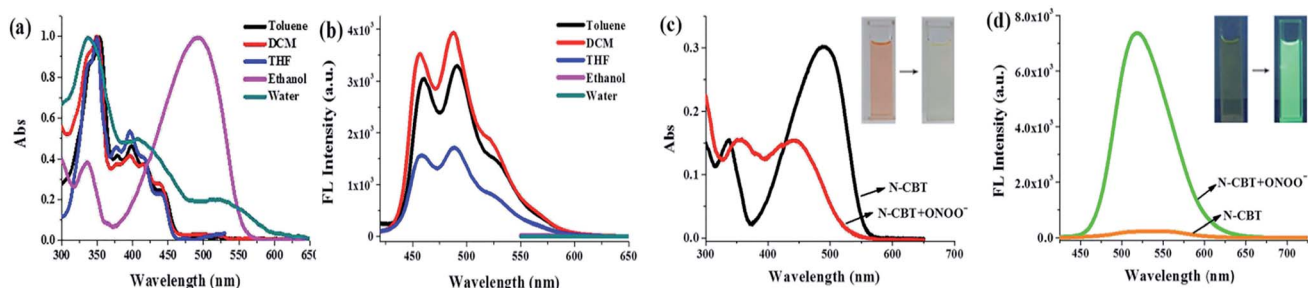 (a)
Toluene
DCM
THF
Ethanol
Water
Abs
1.0
0.8
0.6
0.4
0.2
0.0
300 350 400 450 500 550 600 650
Wavelength (nm)
(b)
Toluene
DCM
THF
Ethanol
Water
FL Intensity (a.u.)
4x10³
3x10³
2x10³
1x10³
0
450 500 550 600 650
Wavelength (nm)
(c)
Abs
0.3
0.2
0.1
0.0
N-CBT
N-CBT+ONOO⁻
300 400 500 600 700
Wavelength (nm)
(d)
FL Intensity (a.u.)
8.0x10³
6.0x10³
4.0x10³
2.0x10³
0.0
N-CBT+ONOO⁻
N-CBT
450 500 550 600 650 700
Wavelength (nm)